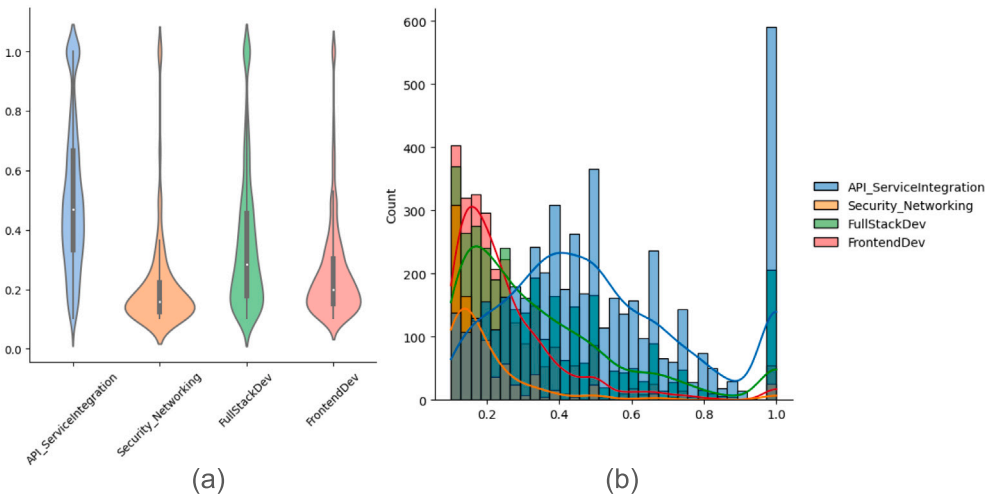 1.0
0.8
0.6
0.4
0.2
0.0
API_ServiceIntegration
Security_Networking
FullStackDev
FrontendDev
(a)
600
500
400
300
200
100
0
Count
0.2
0.4
0.6
0.8
1.0
API_ServiceIntegration
Security_Networking
FullStackDev
FrontendDev
(b)